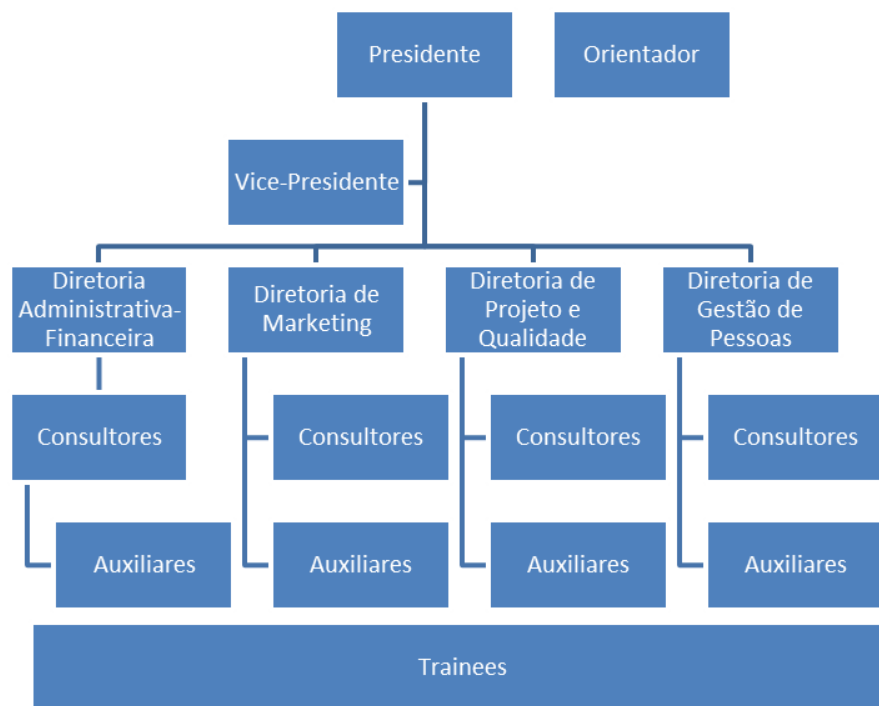 Presidente
Orientador
Vice-Presidente
Diretoria
Administrativa-
Financeira
Diretoria de
Marketing
Diretoria de
Projeto e
Qualidade
Diretoria de
Gestão de
Pessoas
Consultores
Consultores
Consultores
Consultores
Auxiliares
Auxiliares
Auxiliares
Auxiliares
Trainees